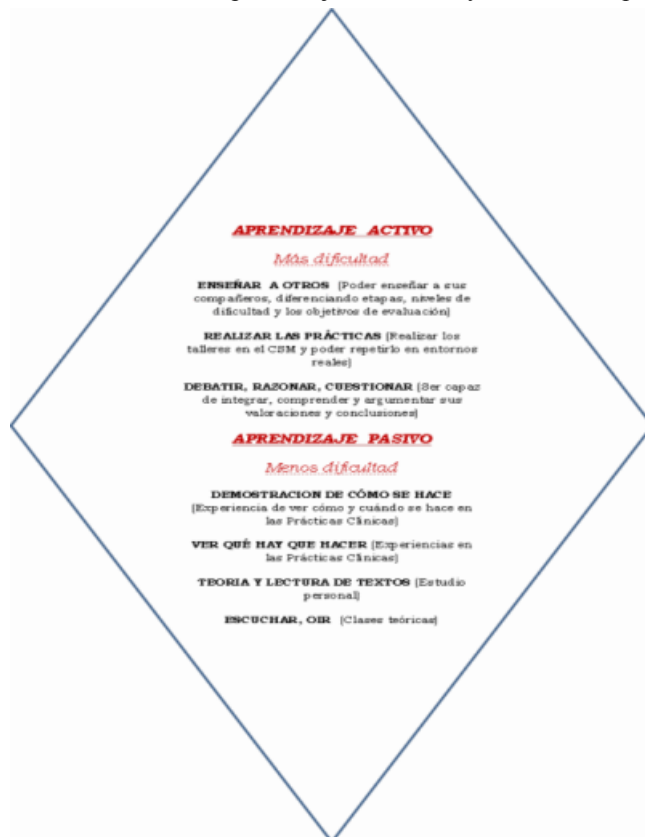 APRENDIZAJE ACTIVO
Más dificultad
ENSEÑAR A OTROS (Poder enseñar a sus
compañeros, diferenciando etapas, niveles de
dificultad y los objetivos de evaluación)
REALIZAR LAS PRÁCTICAS (Realizar los
talleres en el CSM y poder repetirlo en entornos
reales)
DEBATIR, RAZONAR, CUESTIONAR (Ser capaz
de integrar, comprender y argumentar sus
valoraciones y conclusiones)
APRENDIZAJE PASIVO
Menos dificultad
DEMOSTRACION DE CÓMO SE HACE
(Experiencia de ver cómo y cuándo se hace en
las Prácticas Clínicas)
VER QUÉ HAY QUE HACER (Experiencias en
las Prácticas Clínicas)
TEORIA Y LECTURA DE TEXTOS (Estudio
personal)
ESCUCHAR, OIR (Clases teóricas)